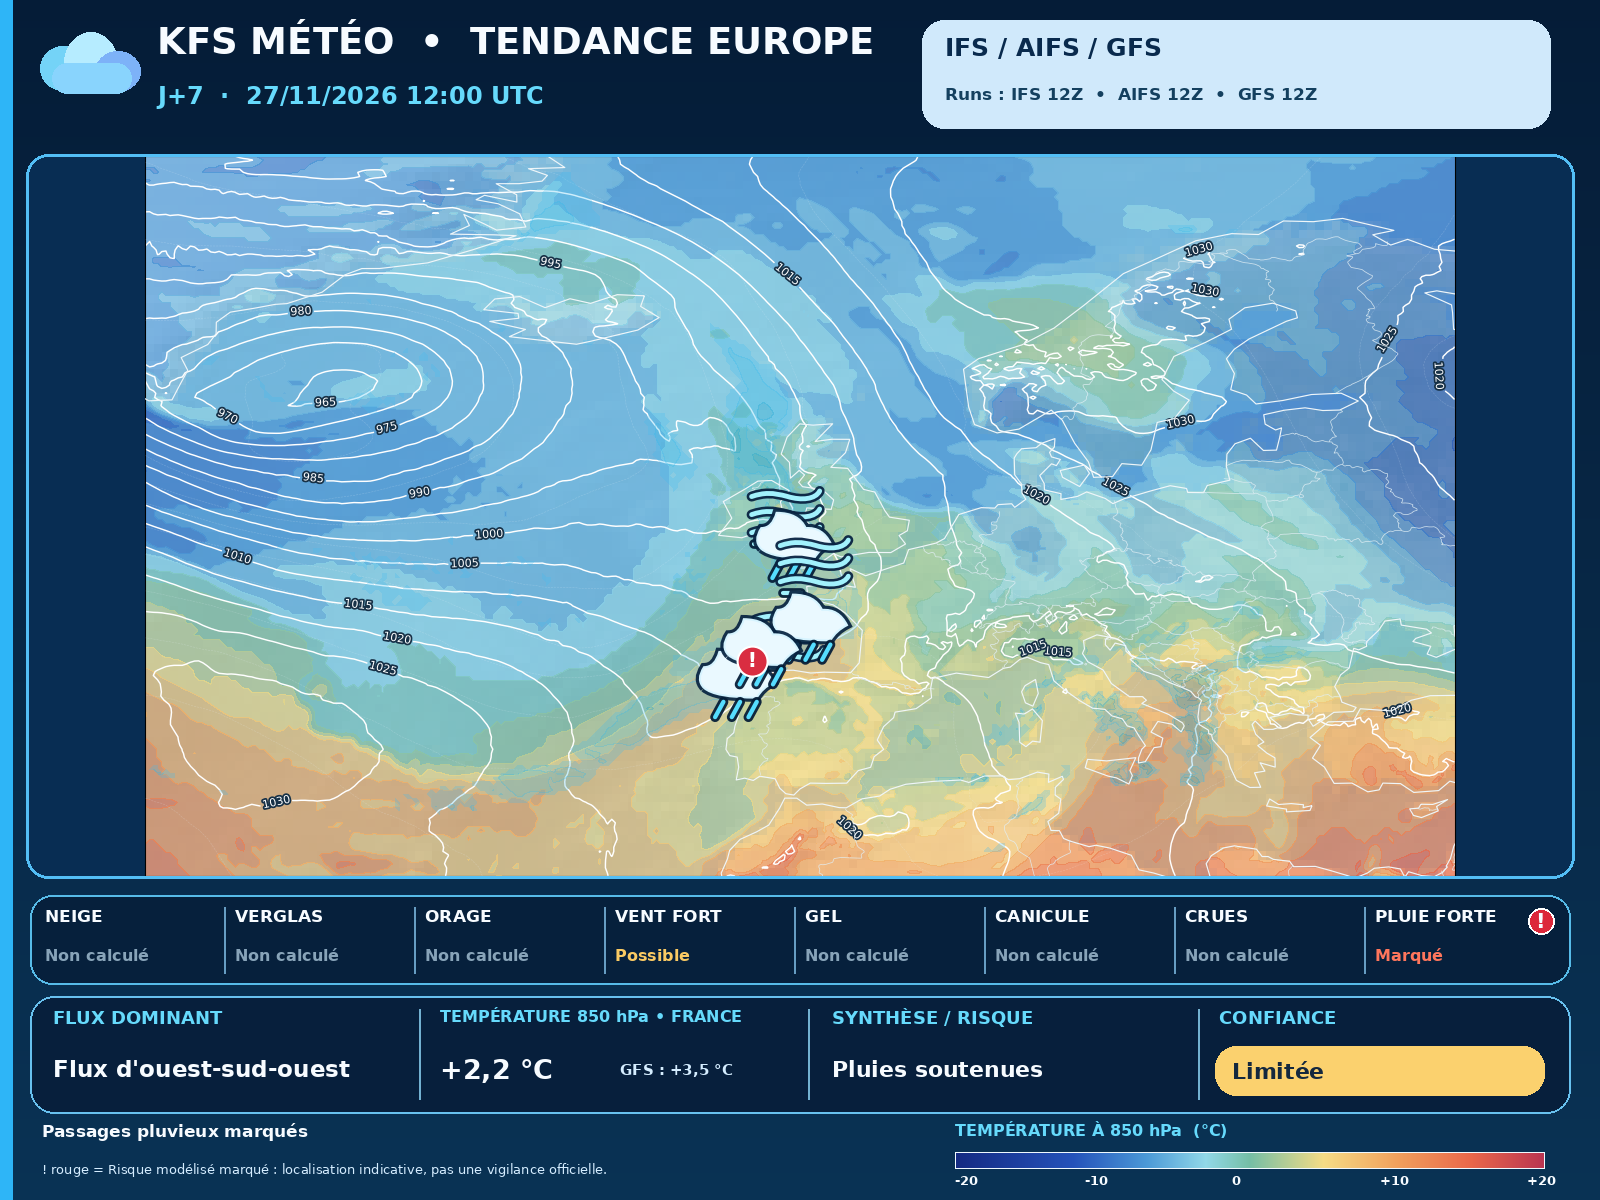 KFS MÉTÉO • TENDANCE EUROPE
J+7 · 27/11/2026 12:00 UTC
IFS / AIFS / GFS
Runs : IFS 12Z • AIFS 12Z • GFS 12Z
1030
995
1015
1030
980
1025
1020
965
970
975
1030
985
990
1020
1025
1000
1010
1005
1015
1020
1015
1015
1025
1020
1030
1020
!
NEIGE
Non calculé
VERGLAS
Non calculé
ORAGE
Non calculé
VENT FORT
Possible
GEL
Non calculé
CANICULE
Non calculé
CRUES
Non calculé
PLUIE FORTE !
Marqué
FLUX DOMINANT
Flux d'ouest-sud-ouest
TEMPÉRATURE 850 hPa • FRANCE
+2,2 °C GFS : +3,5 °C
SYNTHÈSE / RISQUE
Pluies soutenues
CONFIANCE
Limitée
Passages pluvieux marqués
! rouge = Risque modélisé marqué : localisation indicative, pas une vigilance officielle.
TEMPÉRATURE À 850 hPa (°C)
-20 -10 0 +10 +20